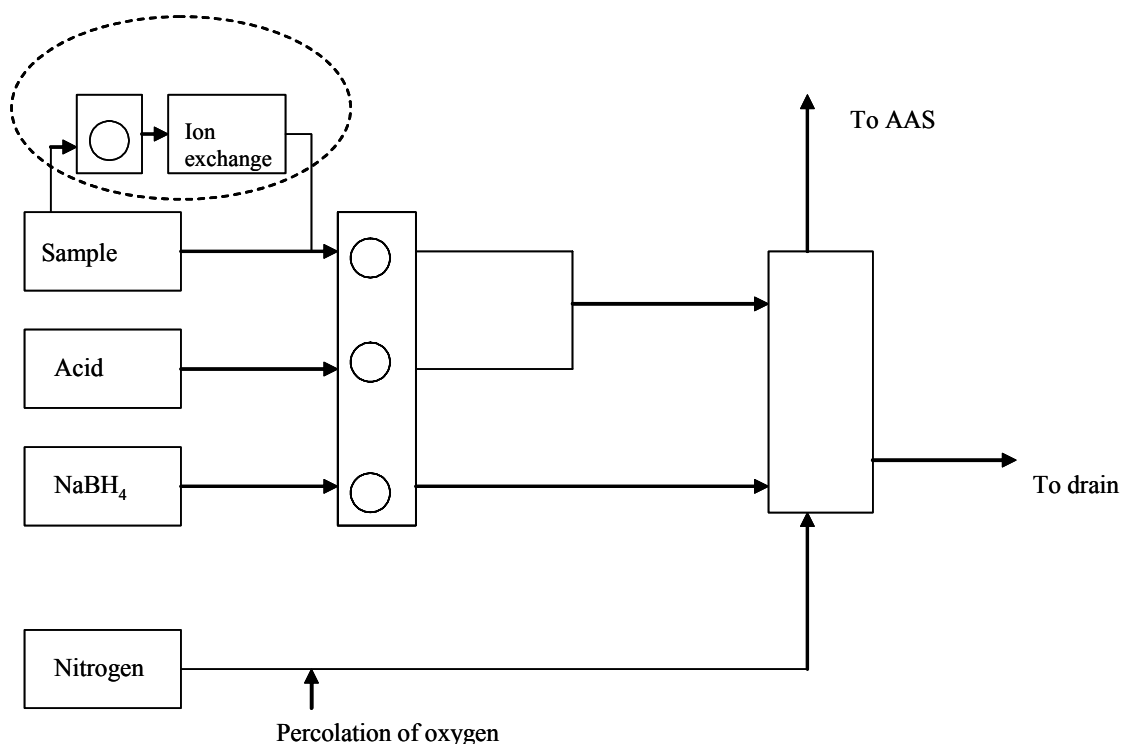 Ion
exchange
To AAS
Sample
Acid
NaBH₄
To drain
Nitrogen
Percolation of oxygen